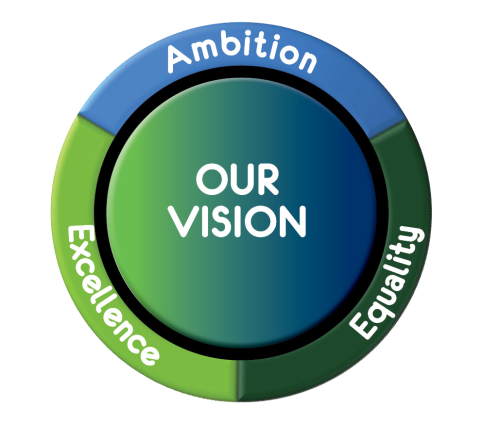 Ambition
OUR
VISION
Excellence
Equality